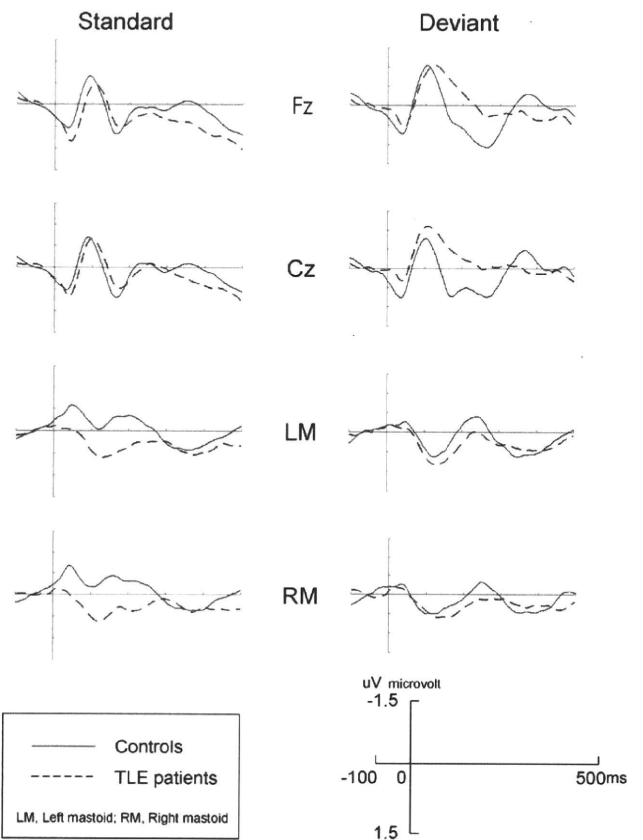 Standard Deviant
Fz
Cz
LM
RM
uV microvolt
-1.5
-100 0 500ms
1.5
Controls
TLE patients
LM, Left mastoid; RM, Right mastoid